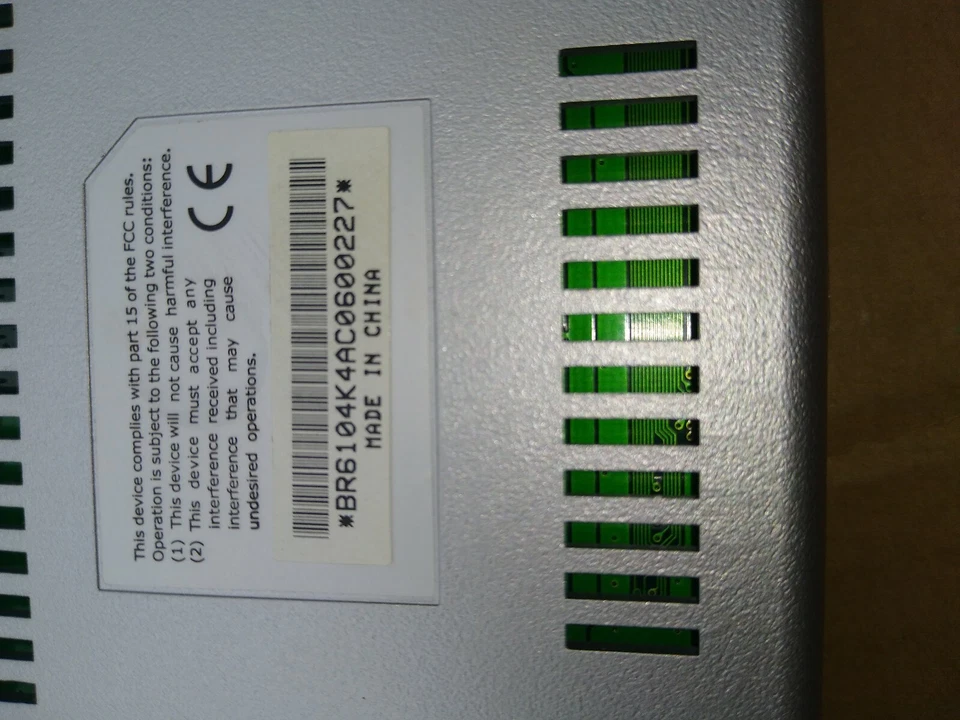 This device complies with part 15 of the FCC rules.
Operation is subject to the following two conditions:
(1) This device will not cause harmful interference.
(2) This device must accept any
interference received including
interference that may cause
undesired operations.
CE
*BR6104K4AC0600227*
MADE IN CHINA